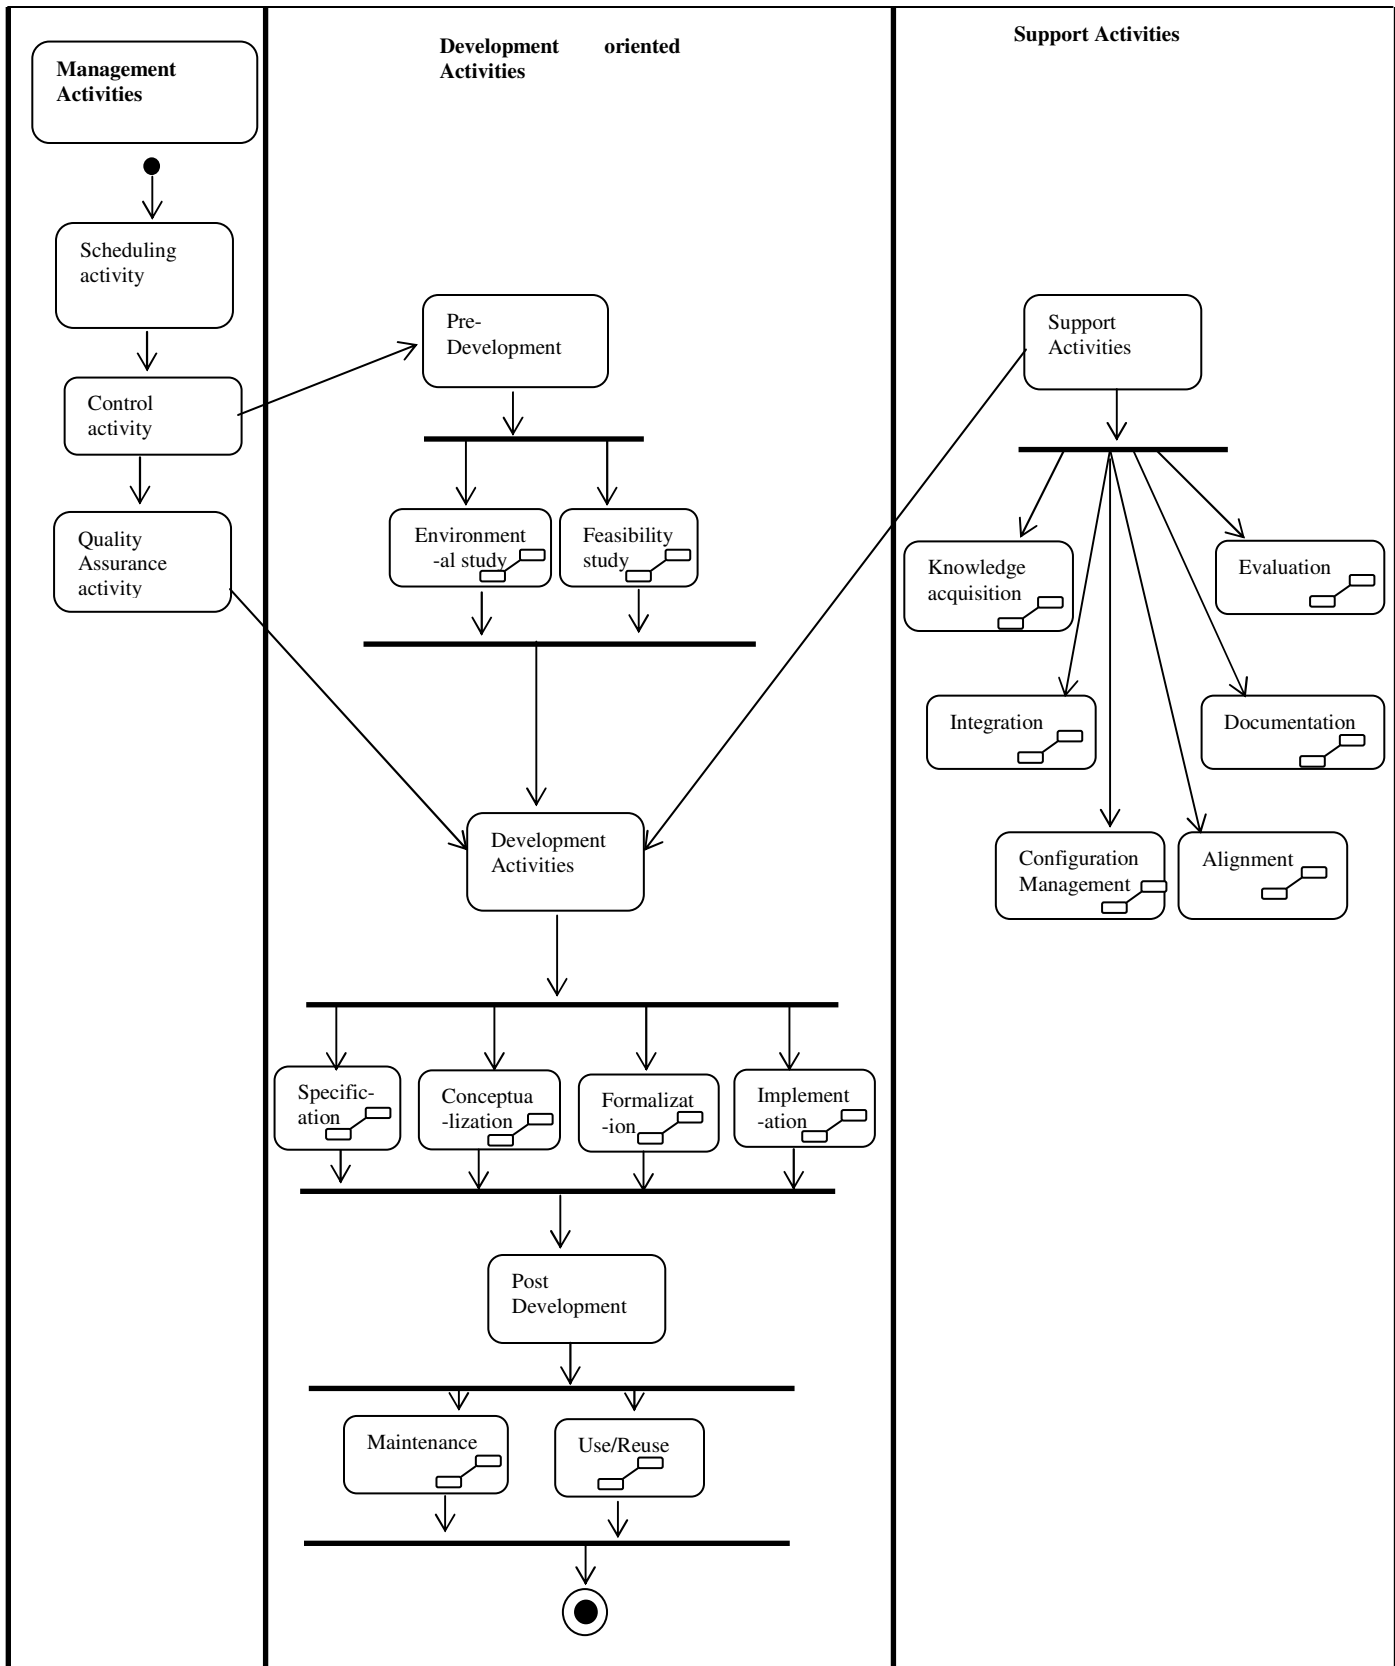 Management
Activities
Scheduling
activity
Control
activity
Quality
Assurance
activity
Development oriented
Activities
Pre-
Development
Environment
-al study
Feasibility
study
Development
Activities
Specific-
ation
Conceptua
-lization
Formalizat
-ion
Implement
-ation
Post
Development
Maintenance
Use/Reuse
Support Activities
Support
Activities
Knowledge
acquisition
Evaluation
Integration
Documentation
Configuration
Management
Alignment